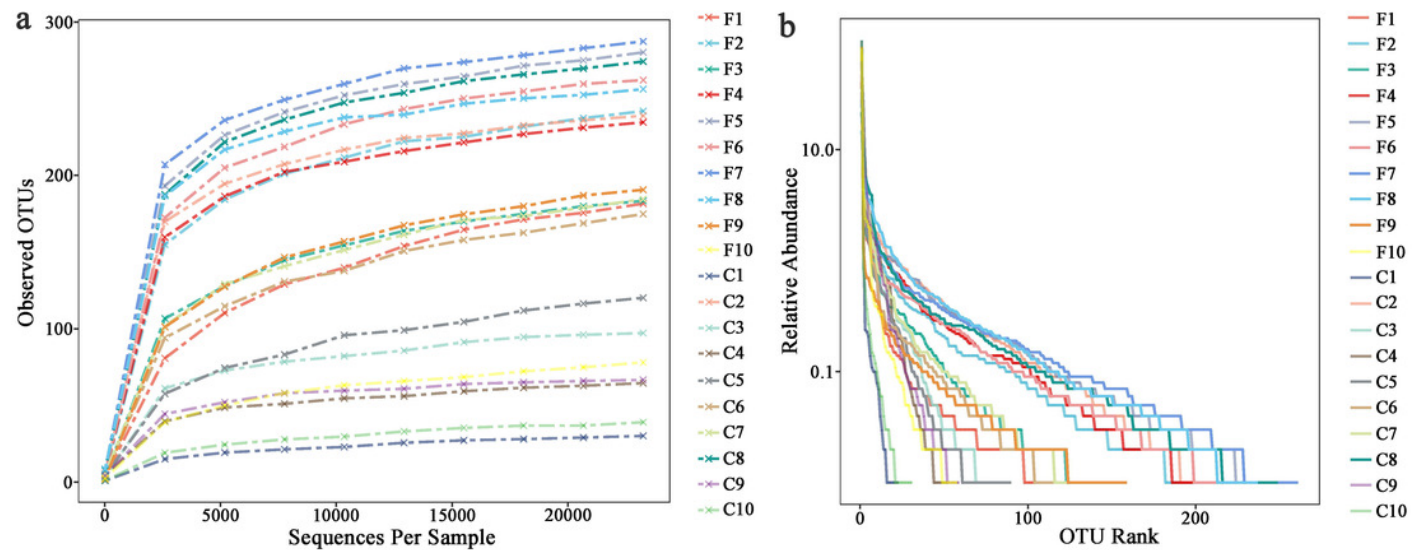 a
300
200
100
0
Observed OTUs
0 5000 10000 15000 20000
Sequences Per Sample
F1
F2
F3
F4
F5
F6
F7
F8
F9
F10
C1
C2
C3
C4
C5
C6
C7
C8
C9
C10
b
10.0
0.1
Relative Abundance
0 100 200
OTU Rank
F1
F2
F3
F4
F5
F6
F7
F8
F9
F10
C1
C2
C3
C4
C5
C6
C7
C8
C9
C10